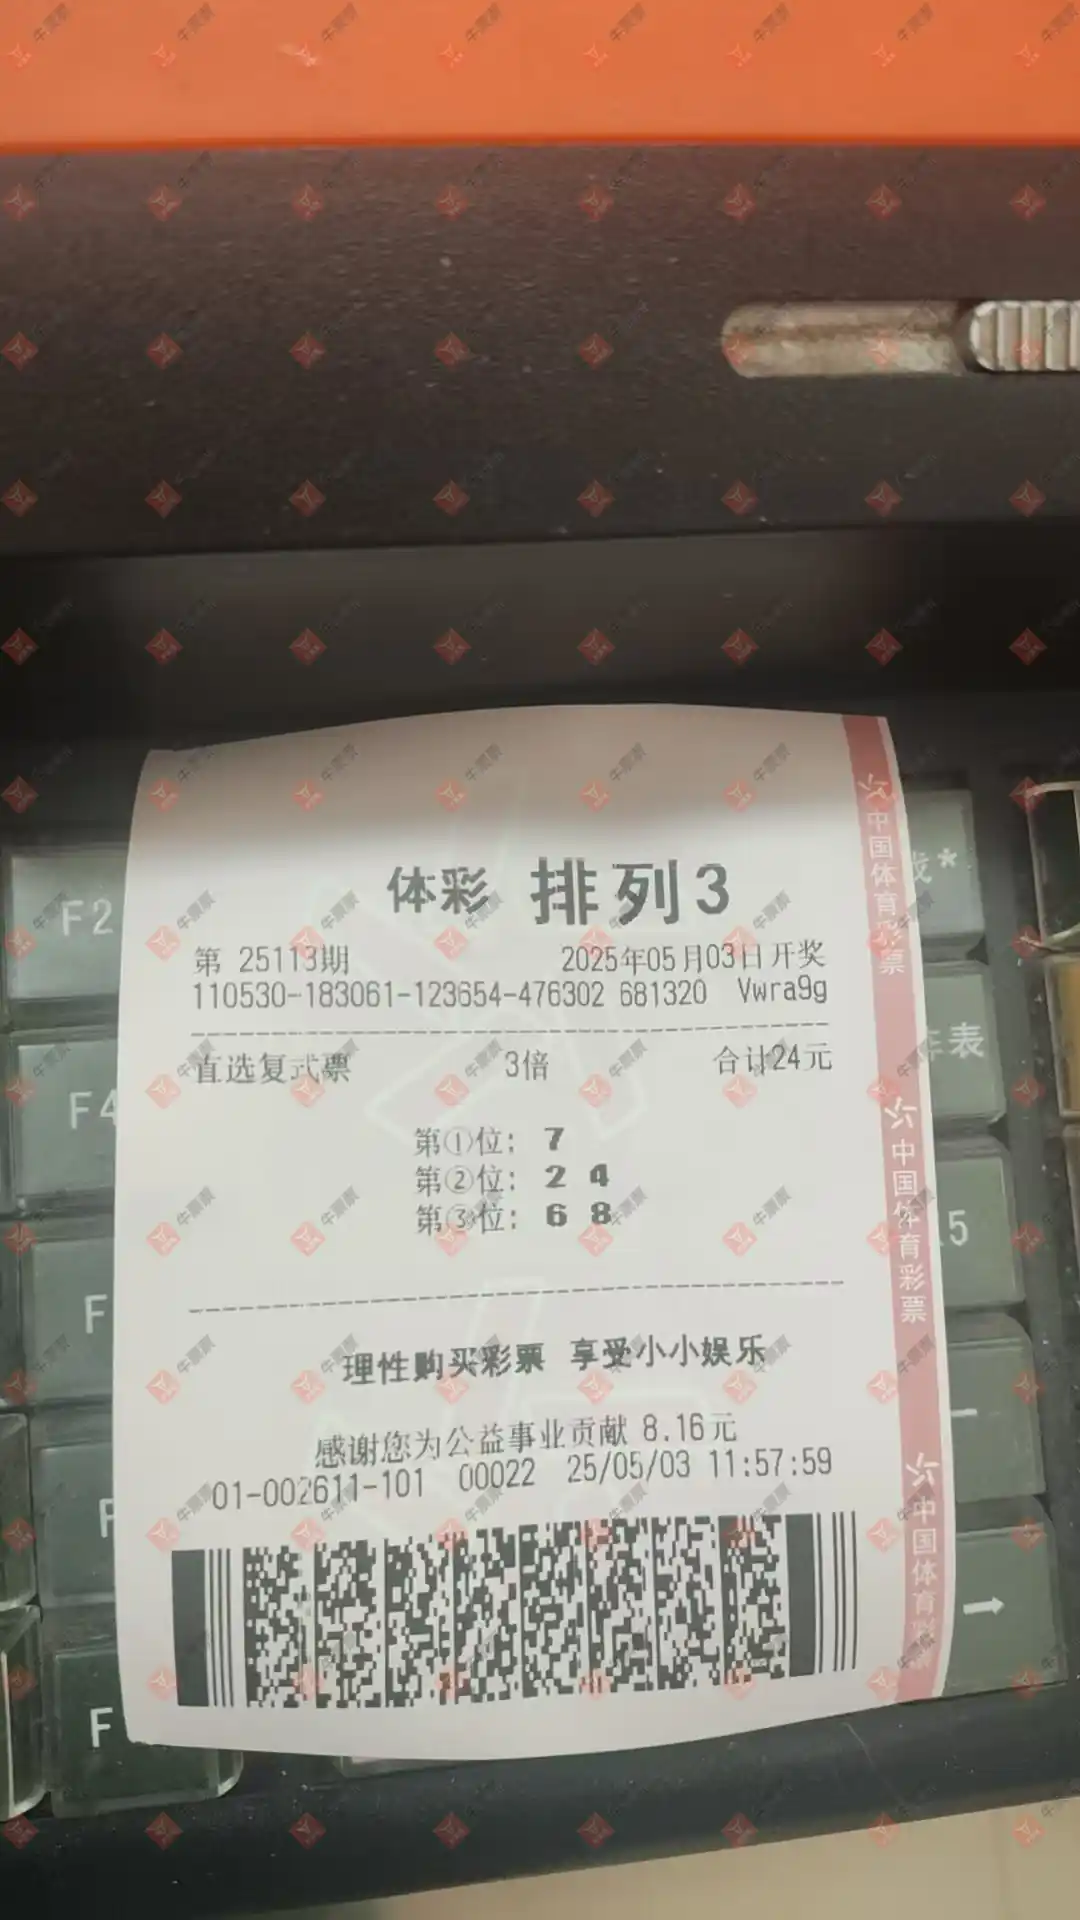 体彩 排列3
第 25113期 2025年05月03日开奖
110530-183061-123654-476302 681320 Vwra9g
直选复式票 3倍 合计24元
第①位: 7
第②位: 2 4
第③位: 6 8
理性购买彩票 享受小小娱乐
感谢您为公益事业贡献 8.16元
01-002611-101 00022 25/05/03 11:57:59
中国体育彩票
中国体育彩票
中国体育
F2
F4
F
F
F
表
5
牛票票